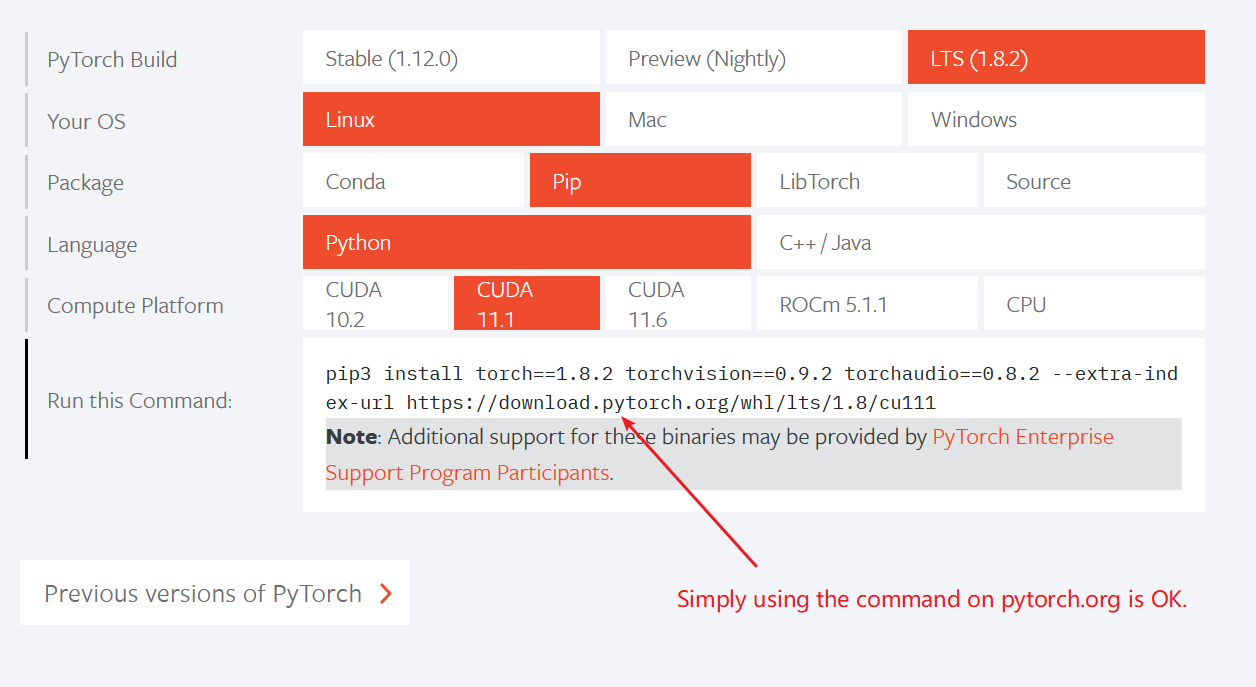 PyTorch Build
Stable (1.12.0)
Preview (Nightly)
LTS (1.8.2)
Your OS
Linux
Mac
Windows
Package
Conda
Pip
LibTorch
Source
Language
Python
C++ / Java
Compute Platform
CUDA
10.2
CUDA
11.1
CUDA
11.6
ROCm 5.1.1
CPU
Run this Command:
pip3 install torch==1.8.2 torchvision==0.9.2 torchaudio==0.8.2 --extra-ind
ex-url https://download.pytorch.org/whl/lts/1.8/cu111
Note: Additional support for these binaries may be provided by PyTorch Enterprise
Support Program Participants.
Previous versions of PyTorch
Simply using the command on pytorch.org is OK.